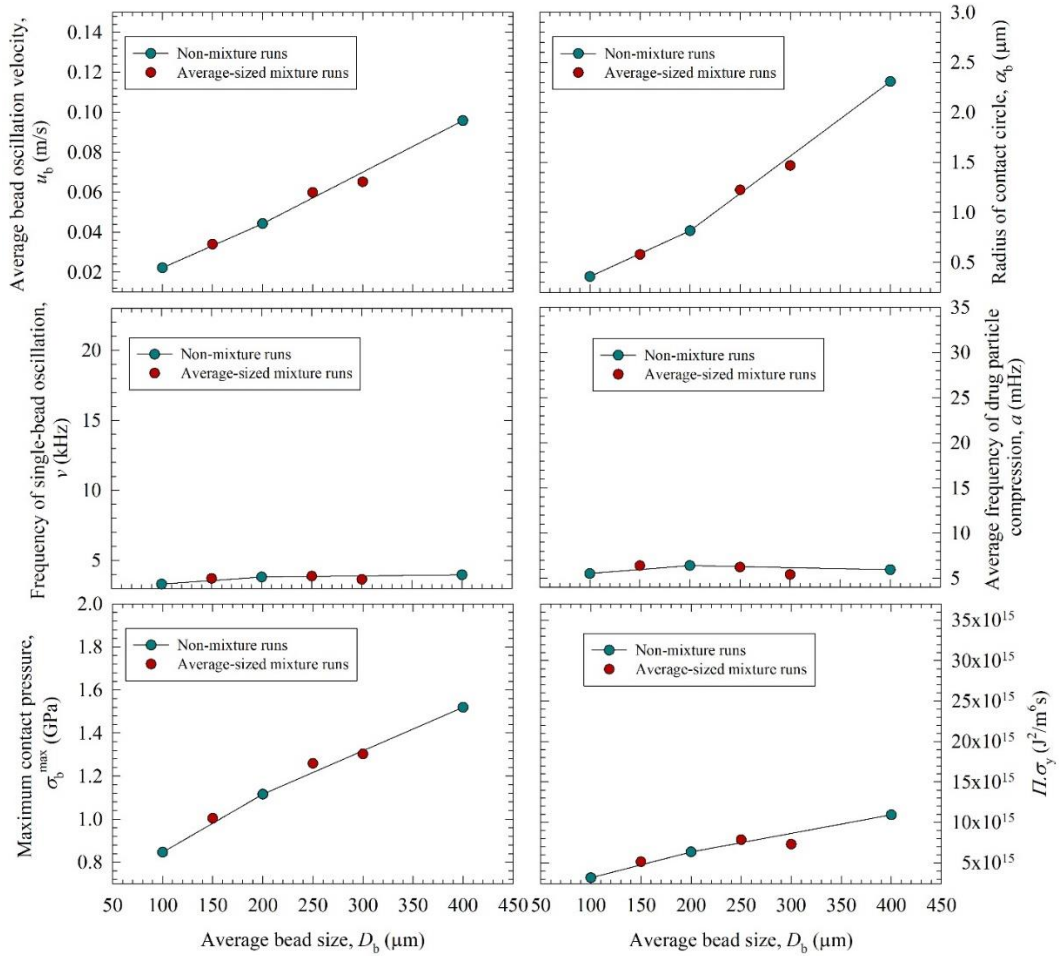 Average bead oscillation velocity,
u_b (m/s)
0.14
0.12
0.10
0.08
0.06
0.04
0.02
Non-mixture runs
Average-sized mixture runs
Non-mixture runs
Average-sized mixture runs
3.0
2.5
2.0
1.5
1.0
0.5
Radius of contact circle, α_b (μm)
Frequency of single-bead oscillation,
ν (kHz)
20
15
10
5
Non-mixture runs
Average-sized mixture runs
Non-mixture runs
Average-sized mixture runs
35
30
25
20
15
10
5
Average frequency of drug particle
compression, a (mHz)
Maximum contact pressure,
σ_b^max (GPa)
2.0
1.8
1.6
1.4
1.2
1.0
0.8
Non-mixture runs
Average-sized mixture runs
Non-mixture runs
Average-sized mixture runs
35x10^15
30x10^15
25x10^15
20x10^15
15x10^15
10x10^15
5x10^15
Π.σ_y (J²/m⁶s)
50 100 150 200 250 300 350 400 450
50 100 150 200 250 300 350 400 450
Average bead size, D_b (μm)
Average bead size, D_b (μm)